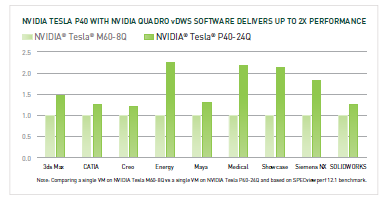 NVIDIA TESLA P40 WITH NVIDIA QUADRO vDWS SOFTWARE DELIVERS UP TO 2X PERFORMANCE
NVIDIA® Tesla® M60-8Q NVIDIA® Tesla® P40-24Q
2.5
2.0
1.5
1.0
0.5
0.0
3ds Max CATIA Creo Energy Maya Medical Showcase Siemens NX SOLIDWORKS
Note: Comparing a single VM on NVIDIA Tesla M60-8Q vs a single VM on NVIDIA Tesla P40-24Q and based on SPECviewperf 12.1 benchmark.